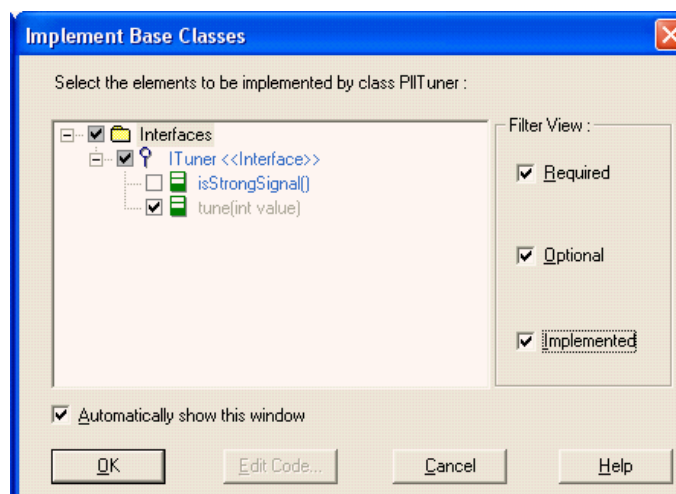 Implement Base Classes
Select the elements to be implemented by class PllTuner :
Interfaces
ITuner <<Interface>>
isStrongSignal()
tune(int value)
Filter View :
Required
Optional
Implemented
Automatically show this window
OK
Edit Code...
Cancel
Help